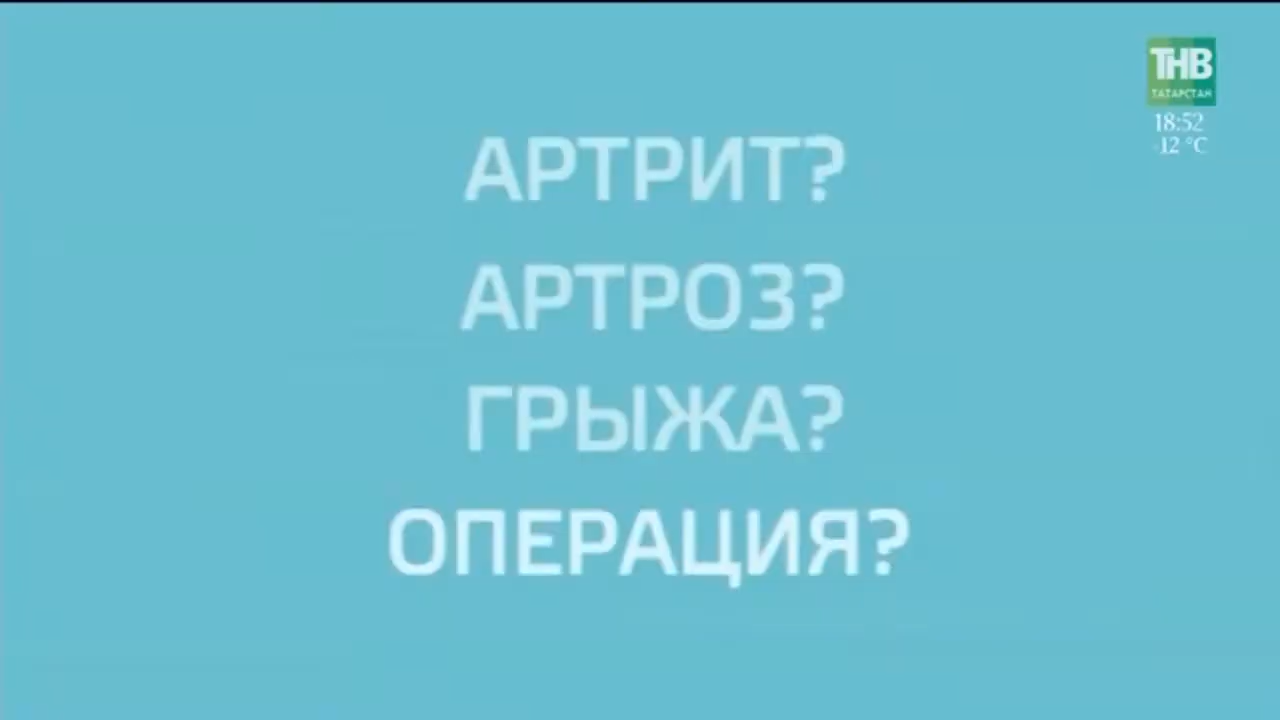 ТНВ
ТАТАРСТАН
18:52
-12 °C
АРТРИТ?
АРТРОЗ?
ГРЫЖА?
ОПЕРАЦИЯ?